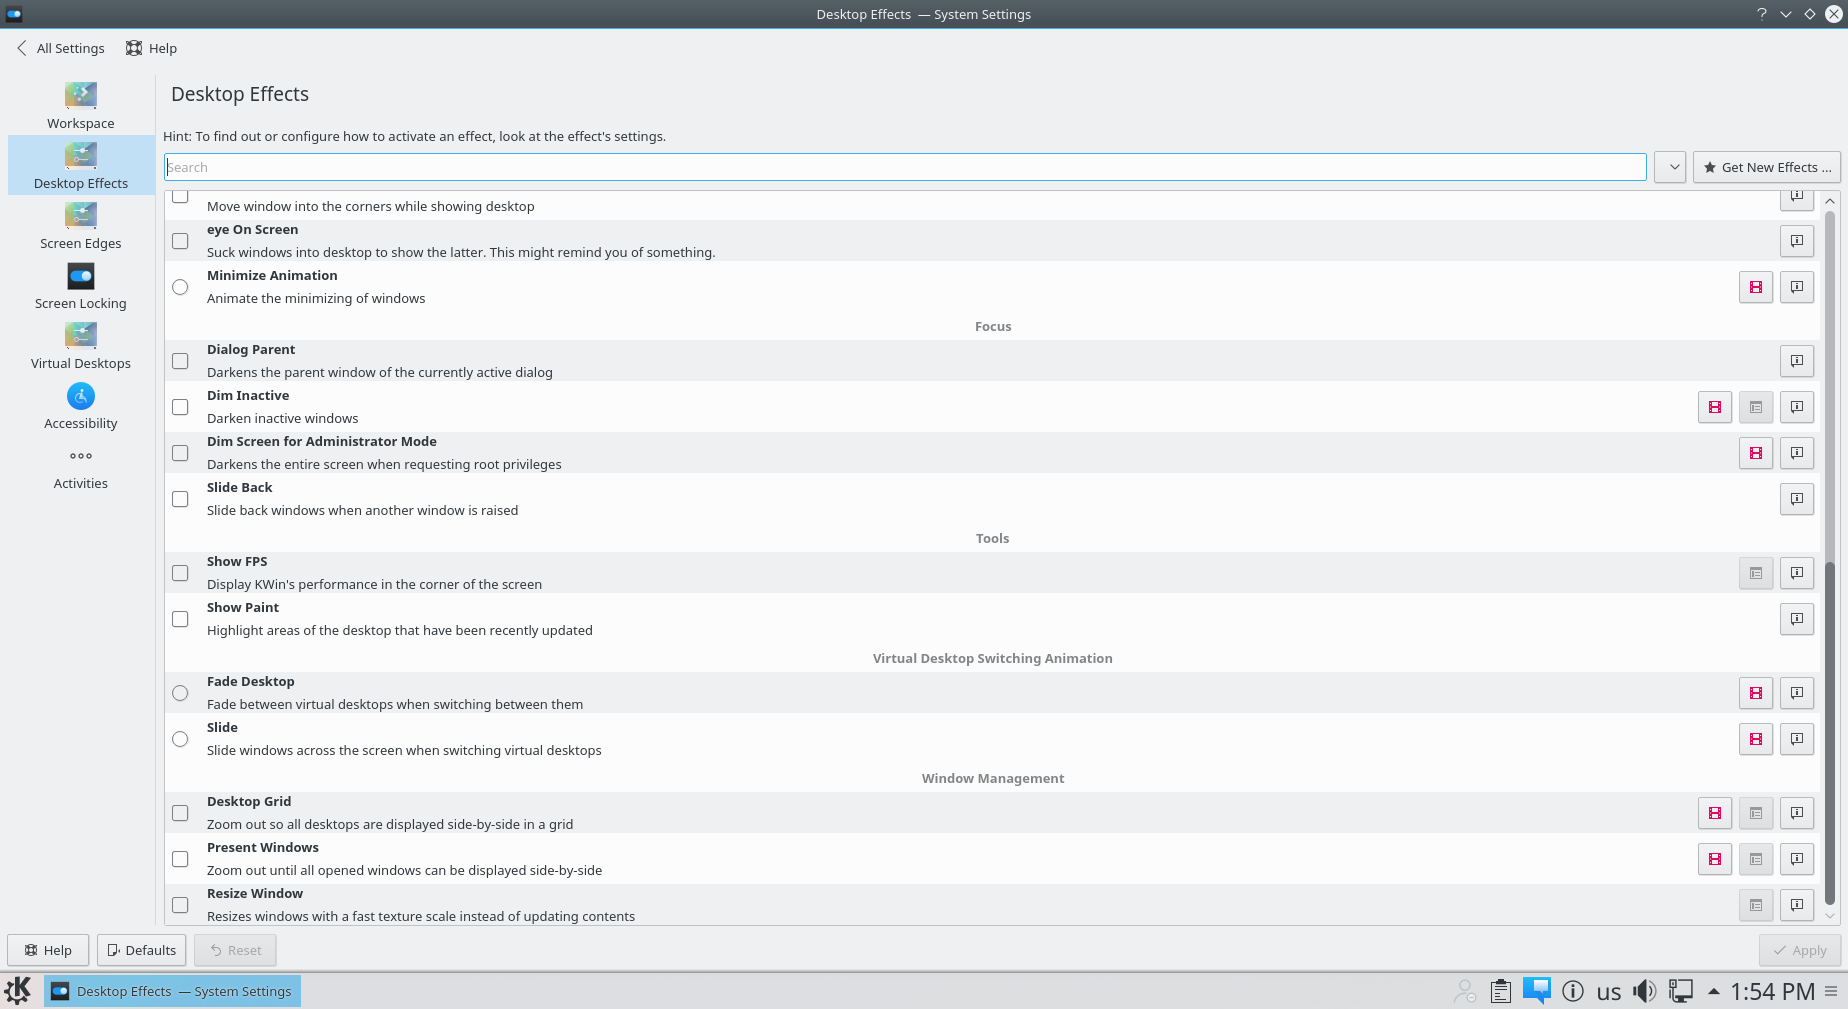 Desktop Effects — System Settings
All Settings Help
Workspace
Desktop Effects
Screen Edges
Screen Locking
Virtual Desktops
Accessibility
Activities
Desktop Effects
Hint: To find out or configure how to activate an effect, look at the effect's settings.
Search
Get New Effects ...
Move window into the corners while showing desktop
eye On Screen
Suck windows into desktop to show the latter. This might remind you of something.
Minimize Animation
Animate the minimizing of windows
Focus
Dialog Parent
Darkens the parent window of the currently active dialog
Dim Inactive
Darken inactive windows
Dim Screen for Administrator Mode
Darkens the entire screen when requesting root privileges
Slide Back
Slide back windows when another window is raised
Tools
Show FPS
Display KWin's performance in the corner of the screen
Show Paint
Highlight areas of the desktop that have been recently updated
Virtual Desktop Switching Animation
Fade Desktop
Fade between virtual desktops when switching between them
Slide
Slide windows across the screen when switching virtual desktops
Window Management
Desktop Grid
Zoom out so all desktops are displayed side-by-side in a grid
Present Windows
Zoom out until all opened windows can be displayed side-by-side
Resize Window
Resizes windows with a fast texture scale instead of updating contents
Help Defaults Reset Apply
Desktop Effects — System Settings us 1:54 PM